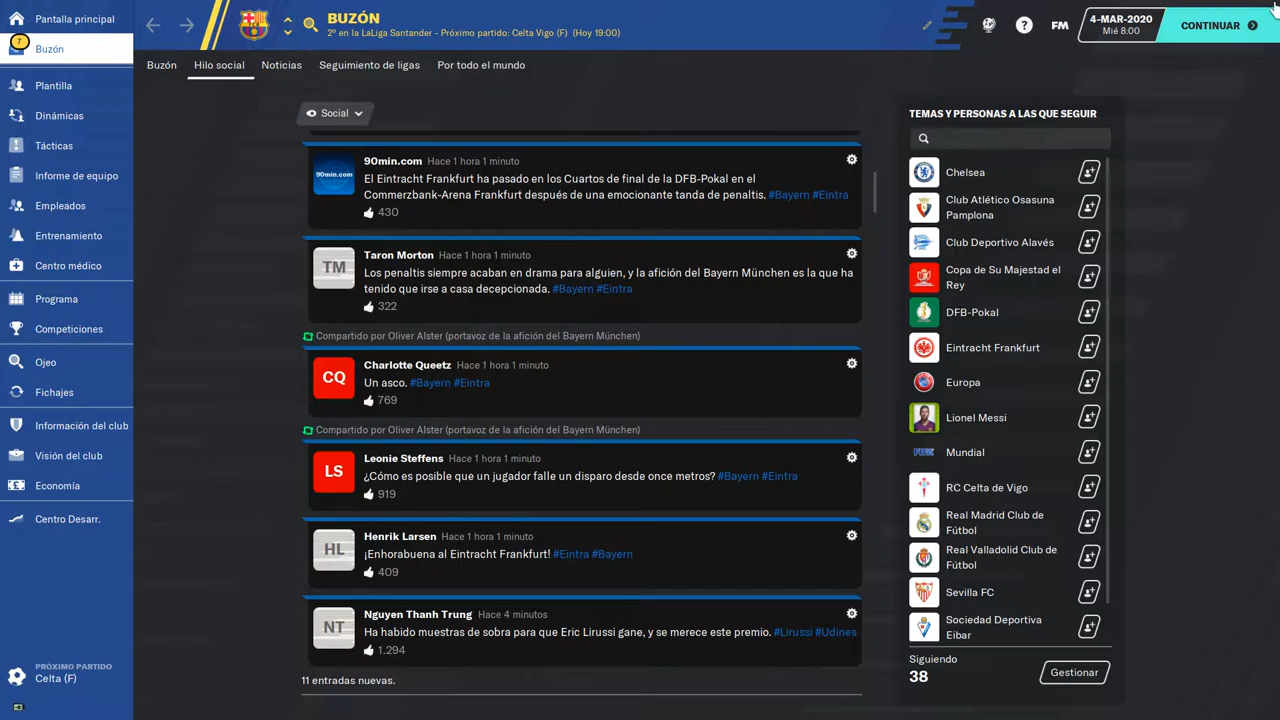 Pantalla principal
7
Buzón
Plantilla
Dinámicas
Tácticas
Informe de equipo
Empleados
Entrenamiento
Centro médico
Programa
Competiciones
Ojeo
Fichajes
Información del club
Visión del club
Economía
Centro Desarr.
PRÓXIMO PARTIDO
Celta (F)
BUZÓN
2º en la LaLiga Santander - Próximo partido: Celta Vigo (F) (Hoy 19:00)
?
FM
4-MAR-2020
Mié 8:00
CONTINUAR
Buzón
Hilo social
Noticias
Seguimiento de ligas
Por todo el mundo
Social
90min.com
90min.com Hace 1 hora 1 minuto
El Eintracht Frankfurt ha pasado en los Cuartos de final de la DFB-Pokal en el
Commerzbank-Arena Frankfurt después de una emocionante tanda de penaltis. #Bayern #Eintra
430
TM
Taron Morton Hace 1 hora 1 minuto
Los penaltis siempre acaban en drama para alguien, y la afición del Bayern München es la que ha
tenido que irse a casa decepcionada. #Bayern #Eintra
322
Compartido por Oliver Alster (portavoz de la afición del Bayern München)
CQ
Charlotte Queetz Hace 1 hora 1 minuto
Un asco. #Bayern #Eintra
769
Compartido por Oliver Alster (portavoz de la afición del Bayern München)
LS
Leonie Steffens Hace 1 hora 1 minuto
¿Cómo es posible que un jugador falle un disparo desde once metros? #Bayern #Eintra
919
HL
Henrik Larsen Hace 1 hora 1 minuto
¡Enhorabuena al Eintracht Frankfurt! #Eintra #Bayern
409
NT
Nguyen Thanh Trung Hace 4 minutos
Ha habido muestras de sobra para que Eric Lirussi gane, y se merece este premio. #Lirussi #Udines
1.294
11 entradas nuevas.
TEMAS Y PERSONAS A LAS QUE SEGUIR
Chelsea
Club Atlético Osasuna
Pamplona
Club Deportivo Alavés
Copa de Su Majestad el
Rey
DFB-Pokal
Eintracht Frankfurt
Europa
Lionel Messi
FIFA
Mundial
RC Celta de Vigo
Real Madrid Club de
Fútbol
Real Valladolid Club de
Fútbol
Sevilla FC
Sociedad Deportiva
Eibar
Siguiendo
38
Gestionar